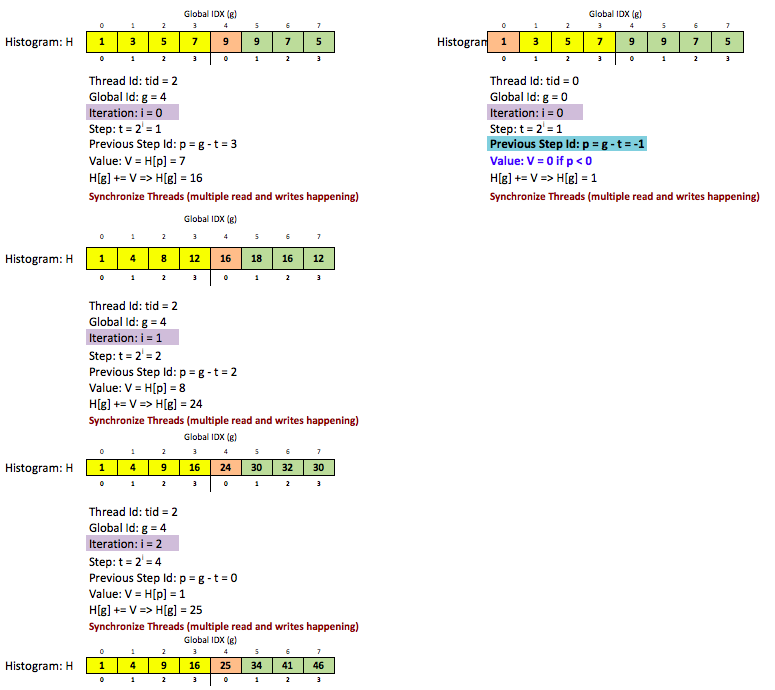 Global IDX (g)
0 1 2 3 4 5 6 7
Histogram: H 1 3 5 7 9 9 7 5
0 1 2 3 0 1 2 3
Thread Id: tid = 2
Global Id: g = 4
Iteration: i = 0
Step: t = 2^i = 1
Previous Step Id: p = g - t = 3
Value: V = H[p] = 7
H[g] += V => H[g] = 16
Synchronize Threads (multiple read and writes happening)
Global IDX (g)
0 1 2 3 4 5 6 7
Histogram: H 1 4 8 12 16 18 16 12
0 1 2 3 0 1 2 3
Thread Id: tid = 2
Global Id: g = 4
Iteration: i = 1
Step: t = 2^i = 2
Previous Step Id: p = g - t = 2
Value: V = H[p] = 8
H[g] += V => H[g] = 24
Synchronize Threads (multiple read and writes happening)
Global IDX (g)
0 1 2 3 4 5 6 7
Histogram: H 1 4 9 16 24 30 32 30
0 1 2 3 0 1 2 3
Thread Id: tid = 2
Global Id: g = 4
Iteration: i = 2
Step: t = 2^i = 4
Previous Step Id: p = g - t = 0
Value: V = H[p] = 1
H[g] += V => H[g] = 25
Synchronize Threads (multiple read and writes happening)
Global IDX (g)
0 1 2 3 4 5 6 7
Histogram: H 1 4 9 16 25 34 41 46
0 1 2 3 0 1 2 3
Global IDX (g)
0 1 2 3 4 5 6 7
Histogran 1 3 5 7 9 9 7 5
0 1 2 3 0 1 2 3
Thread Id: tid = 0
Global Id: g = 0
Iteration: i = 0
Step: t = 2^i = 1
Previous Step Id: p = g - t = -1
Value: V = 0 if p < 0
H[g] += V => H[g] = 1
Synchronize Threads (multiple read and writes happening)